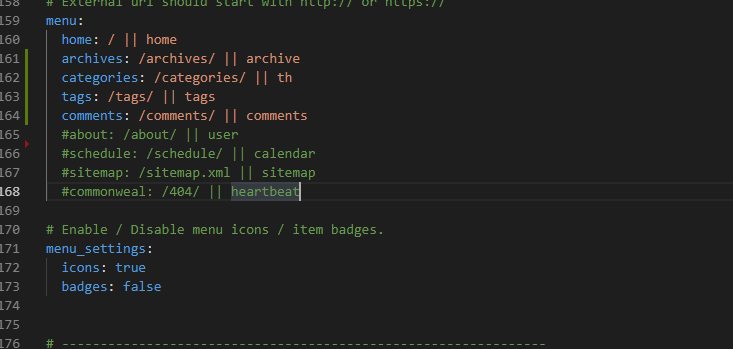 158 # External url should start with http:// or https://
159 menu:
160 home: / || home
161 archives: /archives/ || archive
162 categories: /categories/ || th
163 tags: /tags/ || tags
164 comments: /comments/ || comments
165 #about: /about/ || user
166 #schedule: /schedule/ || calendar
167 #sitemap: /sitemap.xml || sitemap
168 #commonweal: /404/ || heartbeat
169
170 # Enable / Disable menu icons / item badges.
171 menu_settings:
172 icons: true
173 badges: false
174
175
176 # ---------------------------------------------------------------